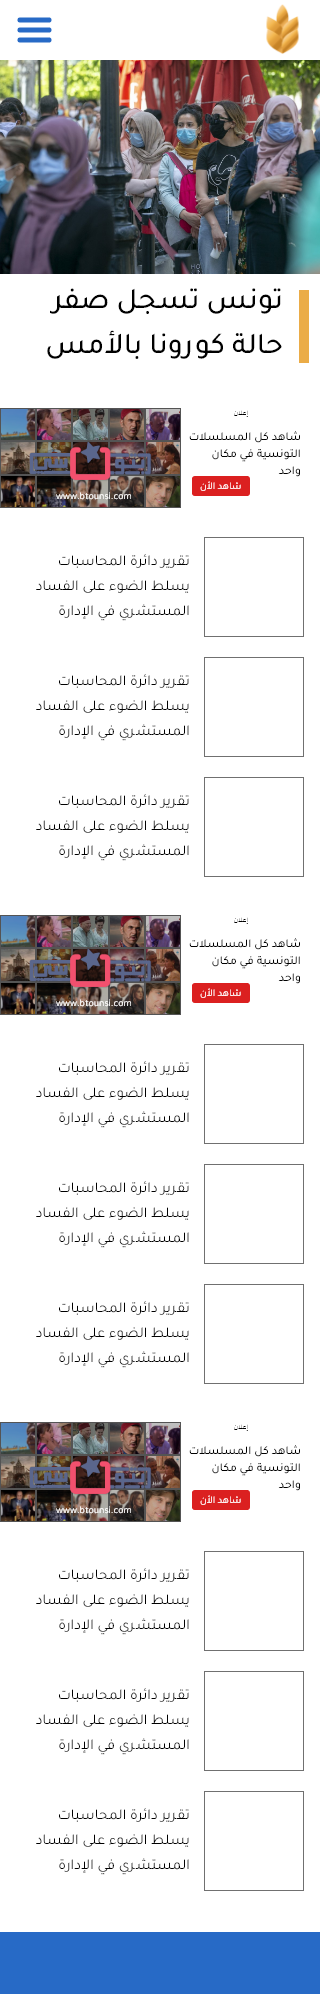 تونس تسجل صفر
حالة كورونا بالأمس
إعلان
شاهد كل المسلسلات
التونسية في مكان
واحد
شاهد الأن
www.btounsi.com
تقرير دائرة المحاسبات
يسلط الضوء على الفساد
المستشري في الإدارة
تقرير دائرة المحاسبات
يسلط الضوء على الفساد
المستشري في الإدارة
تقرير دائرة المحاسبات
يسلط الضوء على الفساد
المستشري في الإدارة
إعلان
شاهد كل المسلسلات
التونسية في مكان
واحد
شاهد الأن
www.btounsi.com
تقرير دائرة المحاسبات
يسلط الضوء على الفساد
المستشري في الإدارة
تقرير دائرة المحاسبات
يسلط الضوء على الفساد
المستشري في الإدارة
تقرير دائرة المحاسبات
يسلط الضوء على الفساد
المستشري في الإدارة
إعلان
شاهد كل المسلسلات
التونسية في مكان
واحد
شاهد الأن
www.btounsi.com
تقرير دائرة المحاسبات
يسلط الضوء على الفساد
المستشري في الإدارة
تقرير دائرة المحاسبات
يسلط الضوء على الفساد
المستشري في الإدارة
تقرير دائرة المحاسبات
يسلط الضوء على الفساد
المستشري في الإدارة